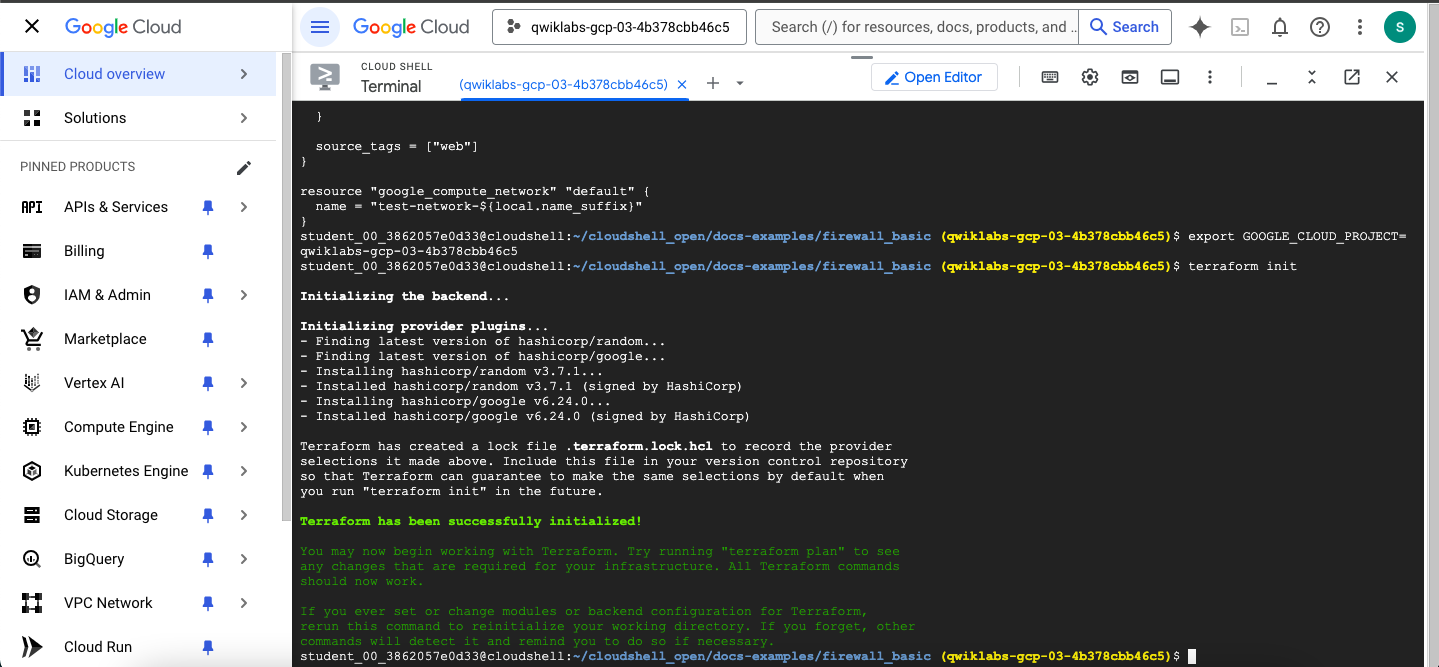 Google Cloud
Cloud overview
Solutions
PINNED PRODUCTS
API APIs & Services
Billing
IAM & Admin
Marketplace
Vertex AI
Compute Engine
Kubernetes Engine
Cloud Storage
BigQuery
VPC Network
Cloud Run
Google Cloud
qwiklabs-gcp-03-4b378cbb46c5
Search (/) for resources, docs, products, and ...
Search
S
CLOUD SHELL
Terminal
(qwiklabs-gcp-03-4b378cbb46c5)
Open Editor
}
source_tags = ["web"]
}
resource "google_compute_network" "default" {
name = "test-network-${local.name_suffix}"
}
student_00_3862057e0d33@cloudshell:~/cloudshell_open/docs-examples/firewall_basic (qwiklabs-gcp-03-4b378cbb46c5)$ export GOOGLE_CLOUD_PROJECT=
qwiklabs-gcp-03-4b378cbb46c5
student_00_3862057e0d33@cloudshell:~/cloudshell_open/docs-examples/firewall_basic (qwiklabs-gcp-03-4b378cbb46c5)$ terraform init
Initializing the backend...
Initializing provider plugins...
- Finding latest version of hashicorp/random...
- Finding latest version of hashicorp/google...
- Installing hashicorp/random v3.7.1...
- Installed hashicorp/random v3.7.1 (signed by HashiCorp)
- Installing hashicorp/google v6.24.0...
- Installed hashicorp/google v6.24.0 (signed by HashiCorp)
Terraform has created a lock file .terraform.lock.hcl to record the provider
selections it made above. Include this file in your version control repository
so that Terraform can guarantee to make the same selections by default when
you run "terraform init" in the future.
Terraform has been successfully initialized!
You may now begin working with Terraform. Try running "terraform plan" to see
any changes that are required for your infrastructure. All Terraform commands
should now work.
If you ever set or change modules or backend configuration for Terraform,
rerun this command to reinitialize your working directory. If you forget, other
commands will detect it and remind you to do so if necessary.
student_00_3862057e0d33@cloudshell:~/cloudshell_open/docs-examples/firewall_basic (qwiklabs-gcp-03-4b378cbb46c5)$